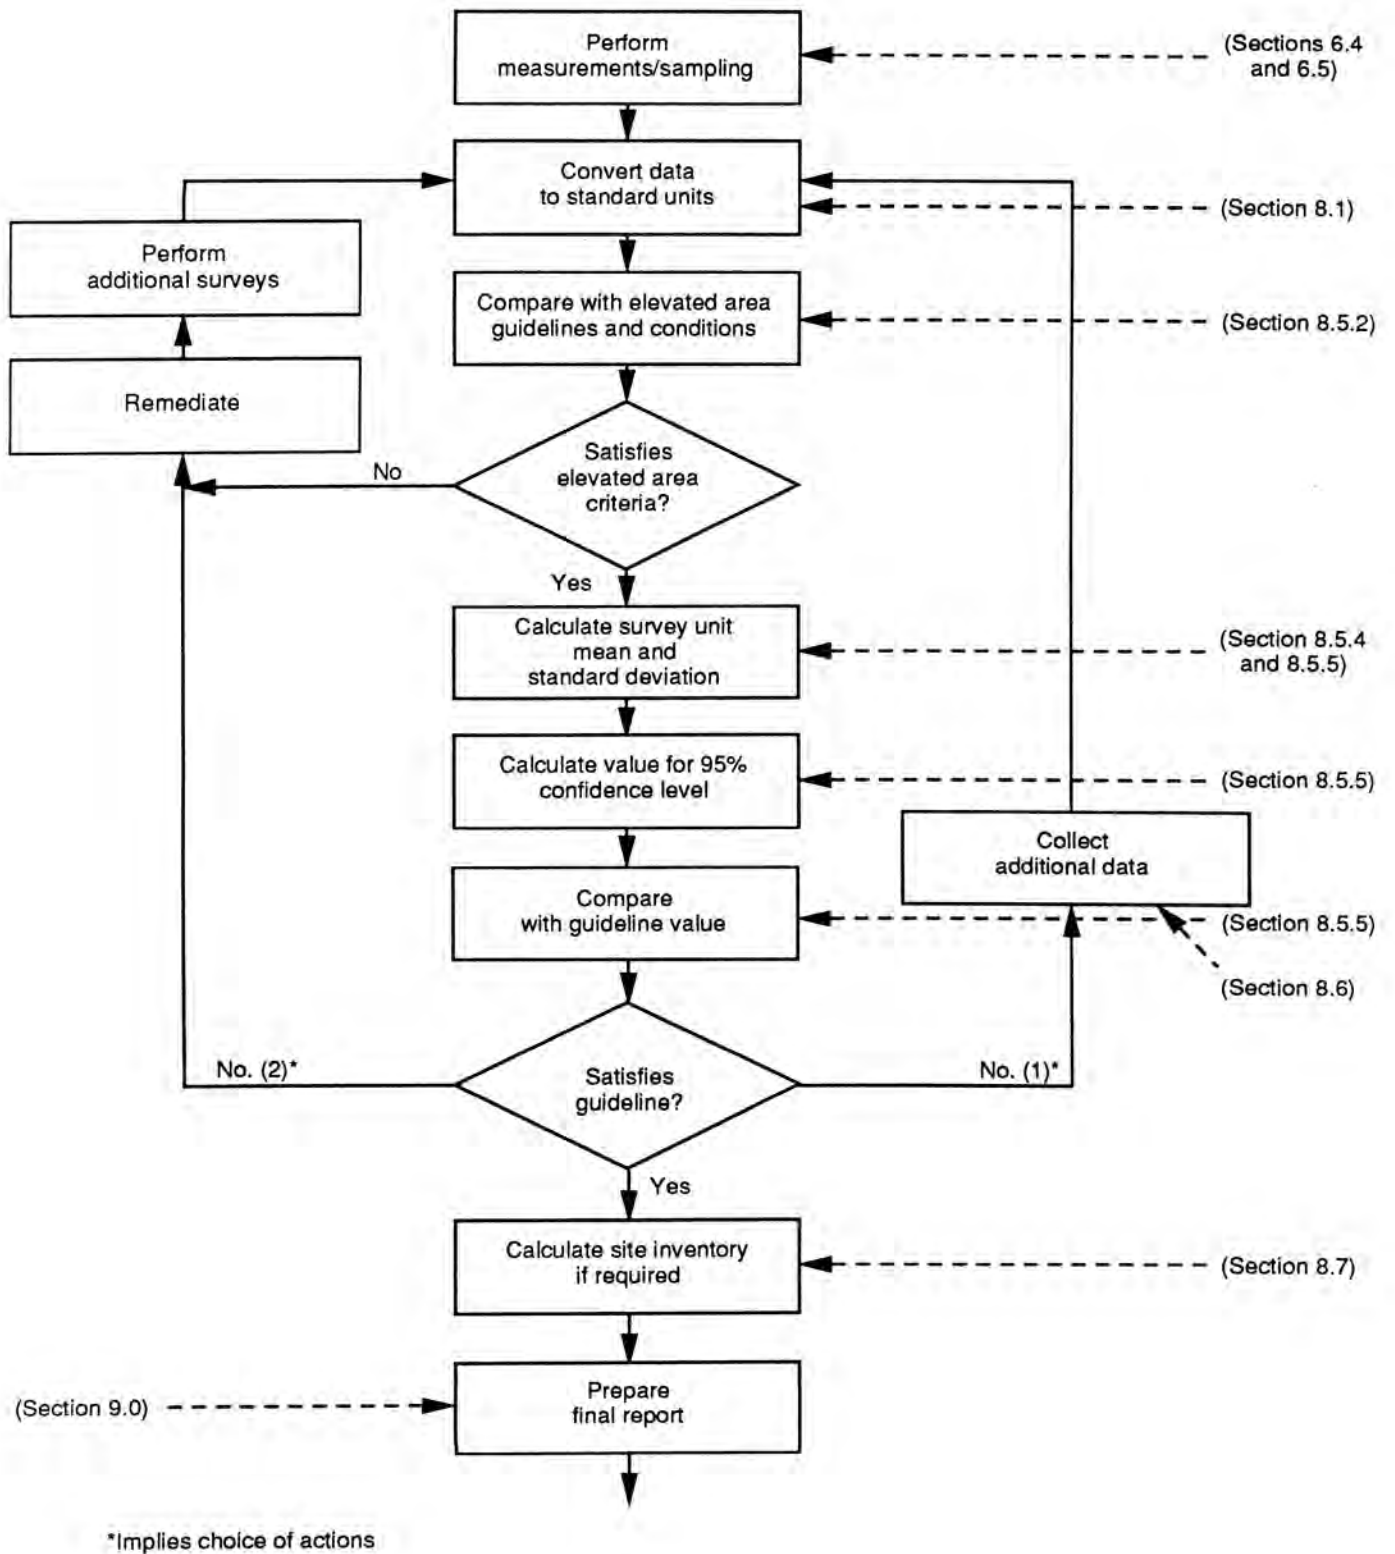 Perform
measurements/sampling
(Sections 6.4
and 6.5)
Convert data
to standard units
(Section 8.1)
Perform
additional surveys
Compare with elevated area
guidelines and conditions
(Section 8.5.2)
Remediate
Satisfies
elevated area
criteria?
No
Yes
Calculate survey unit
mean and
standard deviation
(Section 8.5.4
and 8.5.5)
Calculate value for 95%
confidence level
(Section 8.5.5)
Collect
additional data
Compare
with guideline value
(Section 8.5.5)
(Section 8.6)
No. (2)*
Satisfies
guideline?
No. (1)*
Yes
Calculate site inventory
if required
(Section 8.7)
Prepare
final report
(Section 9.0)
*Implies choice of actions